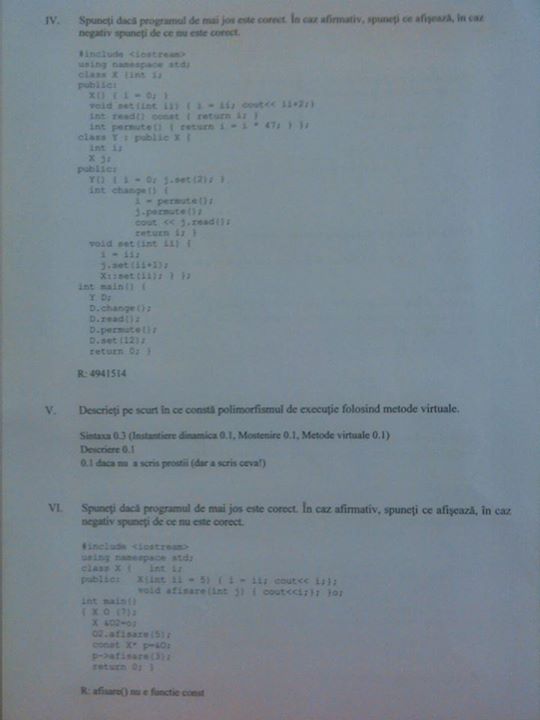 IV. Spuneți dacă programul de mai jos este corect. În caz afirmativ, spuneți ce afișează, în caz
negativ spuneți de ce nu este corect.
#include <iostream>
using namespace std;
class X {int i;
public:
X() { i = 0; }
void set(int ii) { i = ii; cout<< ii+2;}
int read() const { return i; }
int permute() { return i = i * 47; } };
class Y : public X {
int i;
X j;
public:
Y() { i = 0; j.set(2); }
int change() {
i = permute();
j.permute();
cout << j.read();
return i; }
void set(int ii) {
i = ii;
j.set(ii+1);
X::set(ii); } };
int main() {
Y D;
D.change();
D.read();
D.permute();
D.set(12);
return 0; }
R: 4941514
V. Descrieți pe scurt în ce constă polimorfismul de execuție folosind metode virtuale.
Sintaxa 0.3 (Instantiere dinamica 0.1, Mostenire 0.1, Metode virtuale 0.1)
Descriere 0.1
0.1 daca nu a scris prostii (dar a scris ceva!)
VI. Spuneți dacă programul de mai jos este corect. În caz afirmativ, spuneți ce afișează, în caz
negativ spuneți de ce nu este corect.
#include <iostream>
using namespace std;
class X { int i;
public: X(int ii = 5) { i = ii; cout<< i;};
void afisare(int j) { cout<<i;}; }o;
int main()
{ X O (7);
X &O2=o;
O2.afisare(5);
const X* p=&O;
p->afisare(3);
return 0; }
R: afisare() nu e functie const